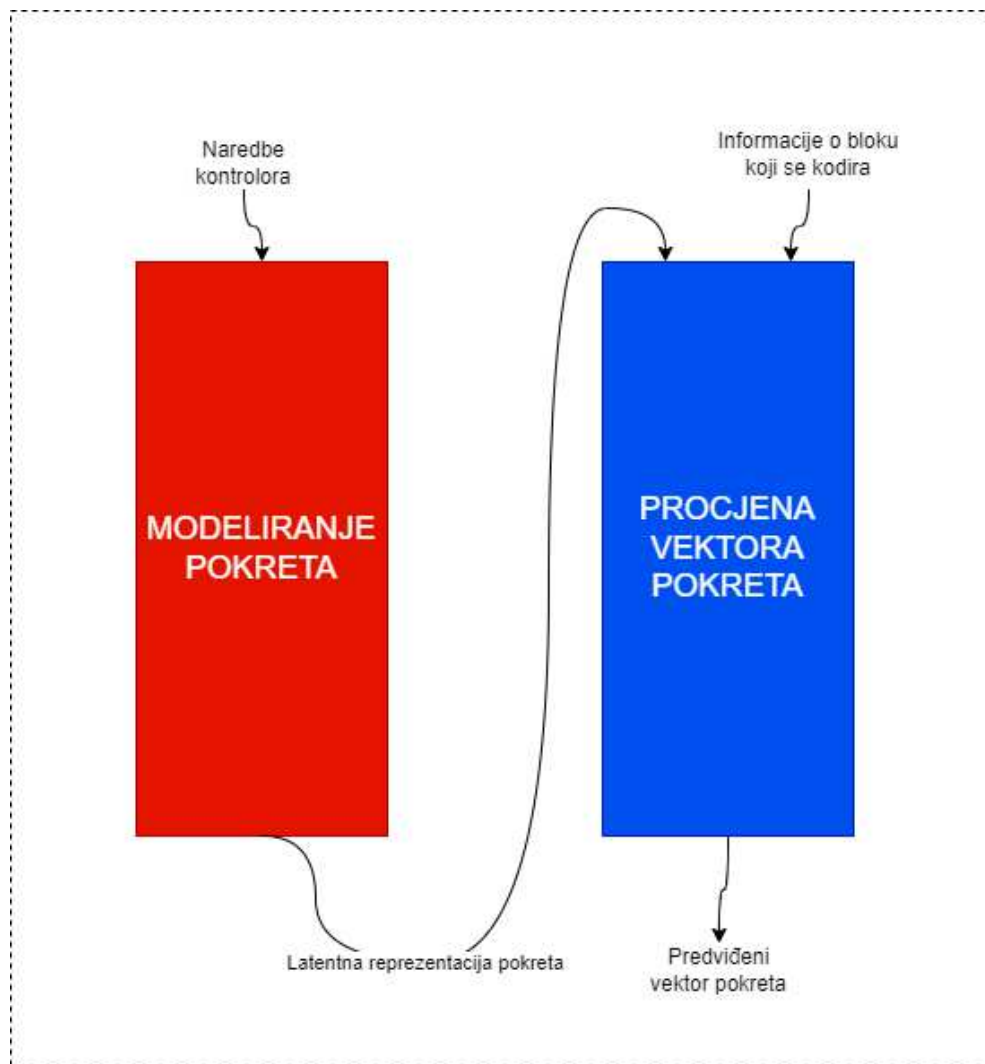 Naredbe
kontrolora
Informacije o bloku
koji se kodira
MODELIRANJE
POKRETA
PROCJENA
VEKTORA
POKRETA
Latentna reprezentacija pokreta
Predviđeni
vektor pokreta